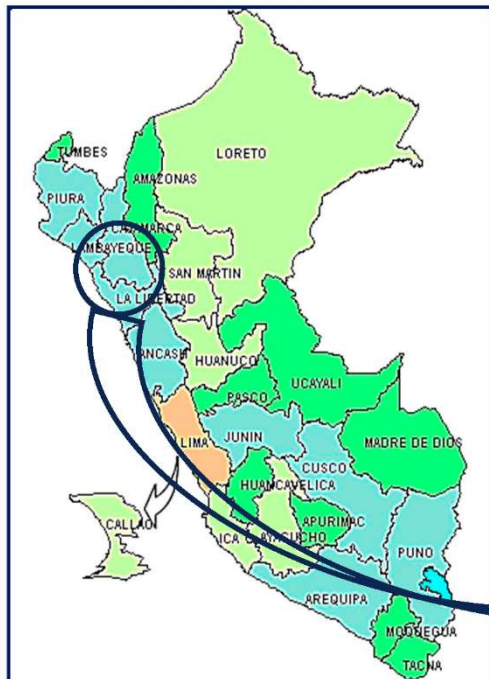 LORETO
TUMBES
AMAZONAS
PIURA
CAJAMARCA
LAMBAYEQUE
SAN MARTIN
LA LIBERTAD
ANCASH
HUANUCO
UCAYALI
PASCO
LIMA
JUNIN
MADRE DE DIOS
CUSCO
HUANCAVELICA
CALLAO
APURIMAC
ICA
AYACUCHO
PUNO
AREQUIPA
MOQUEGUA
TACNA